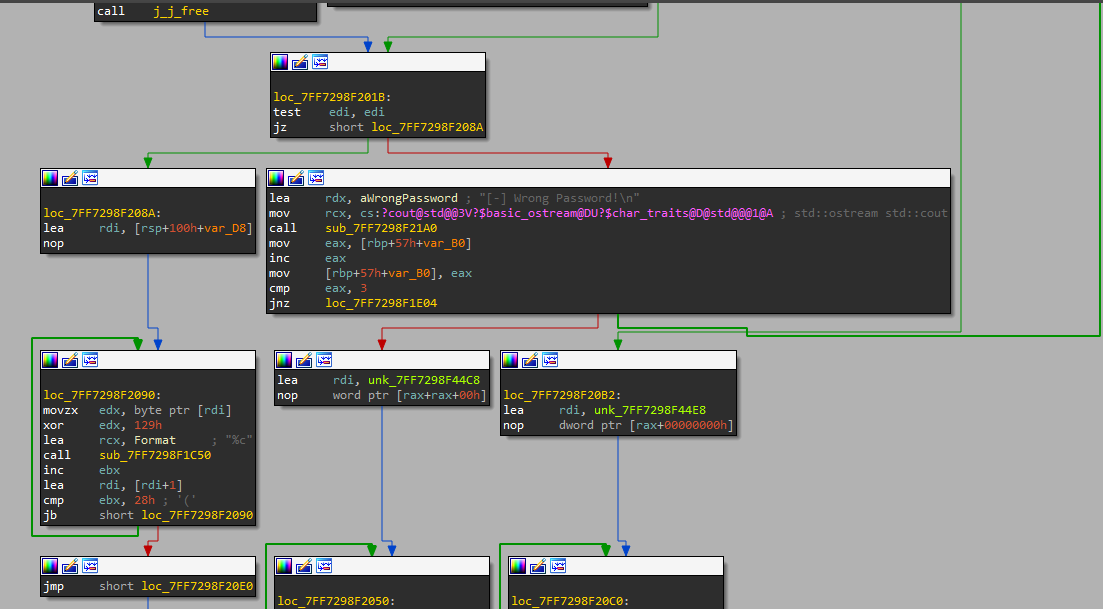 call j_j_free
loc_7FF7298F201B:
test edi, edi
jz short loc_7FF7298F208A
loc_7FF7298F208A:
lea rdi, [rsp+100h+var_D8]
nop
lea rdx, aWrongPassword ; "[-] Wrong Password!\n"
mov rcx, cs:?cout@std@@3V?$basic_ostream@DU?$char_traits@D@std@@@1@A ; std::ostream std::cout
call sub_7FF7298F21A0
mov eax, [rbp+57h+var_B0]
inc eax
mov [rbp+57h+var_B0], eax
cmp eax, 3
jnz loc_7FF7298F1E04
loc_7FF7298F2090:
movzx edx, byte ptr [rdi]
xor edx, 129h
lea rcx, Format ; "%c"
call sub_7FF7298F1C50
inc ebx
lea rdi, [rdi+1]
cmp ebx, 28h ; '('
jb short loc_7FF7298F2090
lea rdi, unk_7FF7298F44C8
nop word ptr [rax+rax+00h]
loc_7FF7298F20B2:
lea rdi, unk_7FF7298F44E8
nop dword ptr [rax+00000000h]
jmp short loc_7FF7298F20E0
loc_7FF7298F2050:
loc_7FF7298F20C0: